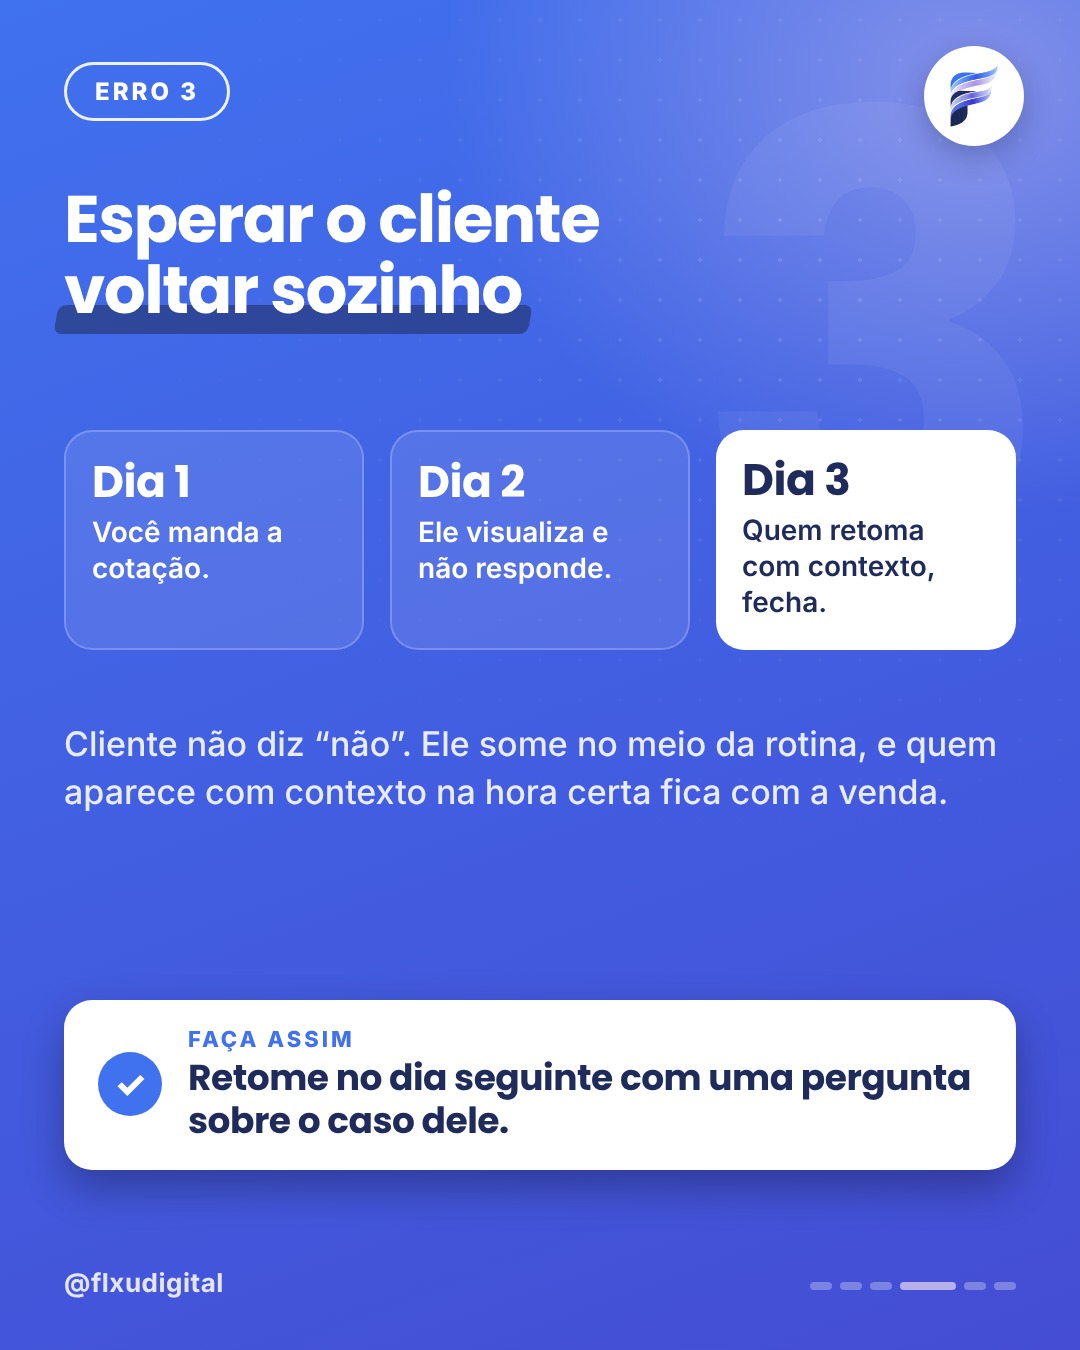 ERRO 3
3
Esperar o cliente
voltar sozinho
Dia 1
Você manda a
cotação.
Dia 2
Ele visualiza e
não responde.
Dia 3
Quem retoma
com contexto,
fecha.
Cliente não diz “não”. Ele some no meio da rotina, e quem
aparece com contexto na hora certa fica com a venda.
FAÇA ASSIM
Retome no dia seguinte com uma pergunta
sobre o caso dele.
@flxudigital